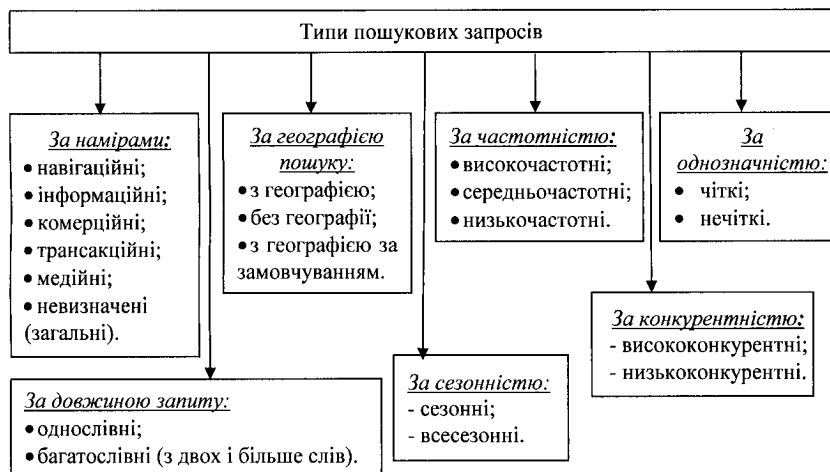 Типи пошукових запросів
За намірами:
• навігаційні;
• інформаційні;
• комерційні;
• трансакційні;
• медійні;
• невизначені
(загальні).
За географією
пошуку:
• з географією;
• без географії;
• з географією за
замовчуванням.
За частотністю:
• високочастотні;
• середньочастотні;
• низькочастотні.
За
однозначністю:
• чіткі;
• нечіткі.
За довжиною запиту:
• однослівні;
• багатослівні (з двох і більше слів).
За сезонністю:
- сезонні;
- всесезонні.
За конкурентністю:
- висококонкурентні;
- низькоконкурентні.